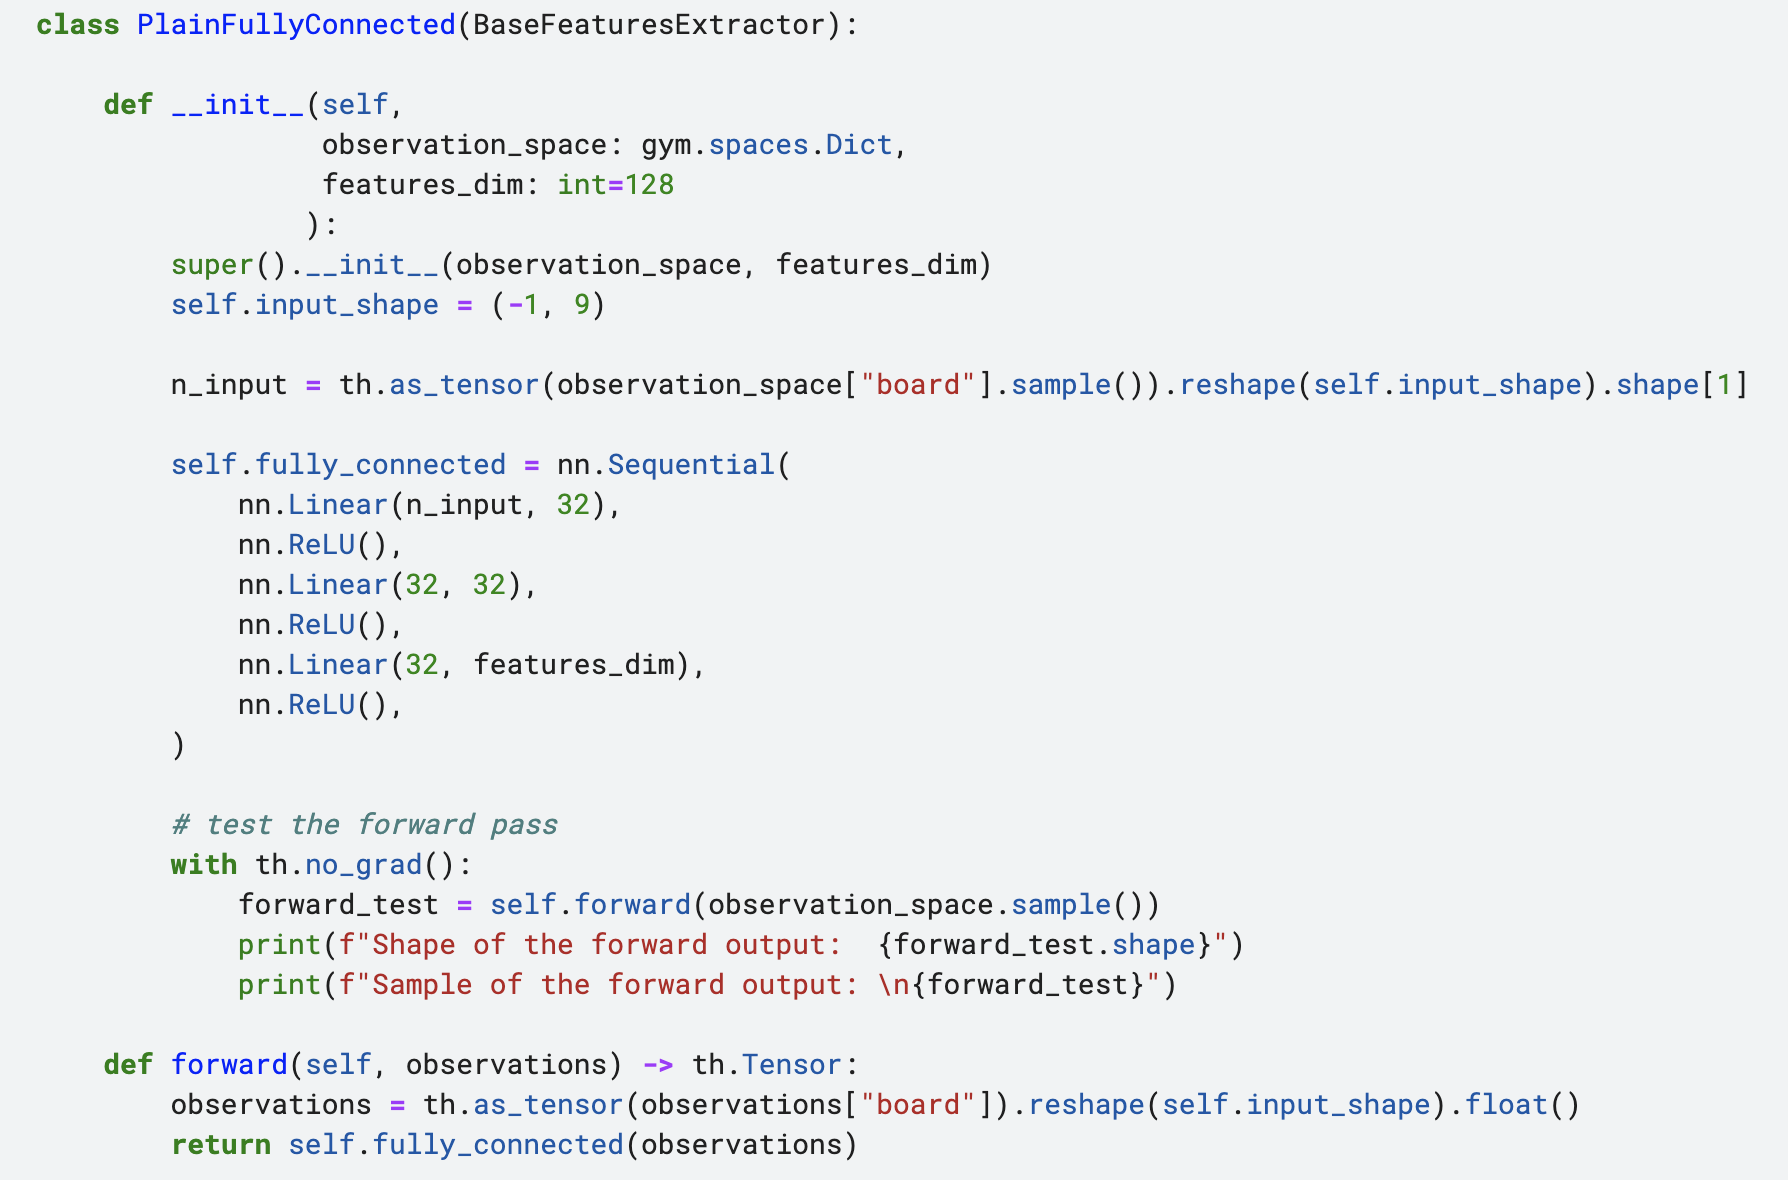 class PlainFullyConnected(BaseFeaturesExtractor):

    def __init__(self,
                 observation_space: gym.spaces.Dict,
                 features_dim: int=128
                ):
        super().__init__(observation_space, features_dim)
        self.input_shape = (-1, 9)

        n_input = th.as_tensor(observation_space["board"].sample()).reshape(self.input_shape).shape[1]

        self.fully_connected = nn.Sequential(
            nn.Linear(n_input, 32),
            nn.ReLU(),
            nn.Linear(32, 32),
            nn.ReLU(),
            nn.Linear(32, features_dim),
            nn.ReLU(),
        )

        # test the forward pass
        with th.no_grad():
            forward_test = self.forward(observation_space.sample())
            print(f"Shape of the forward output:  {forward_test.shape}")
            print(f"Sample of the forward output: \n{forward_test}")

    def forward(self, observations) -> th.Tensor:
        observations = th.as_tensor(observations["board"]).reshape(self.input_shape).float()
        return self.fully_connected(observations)